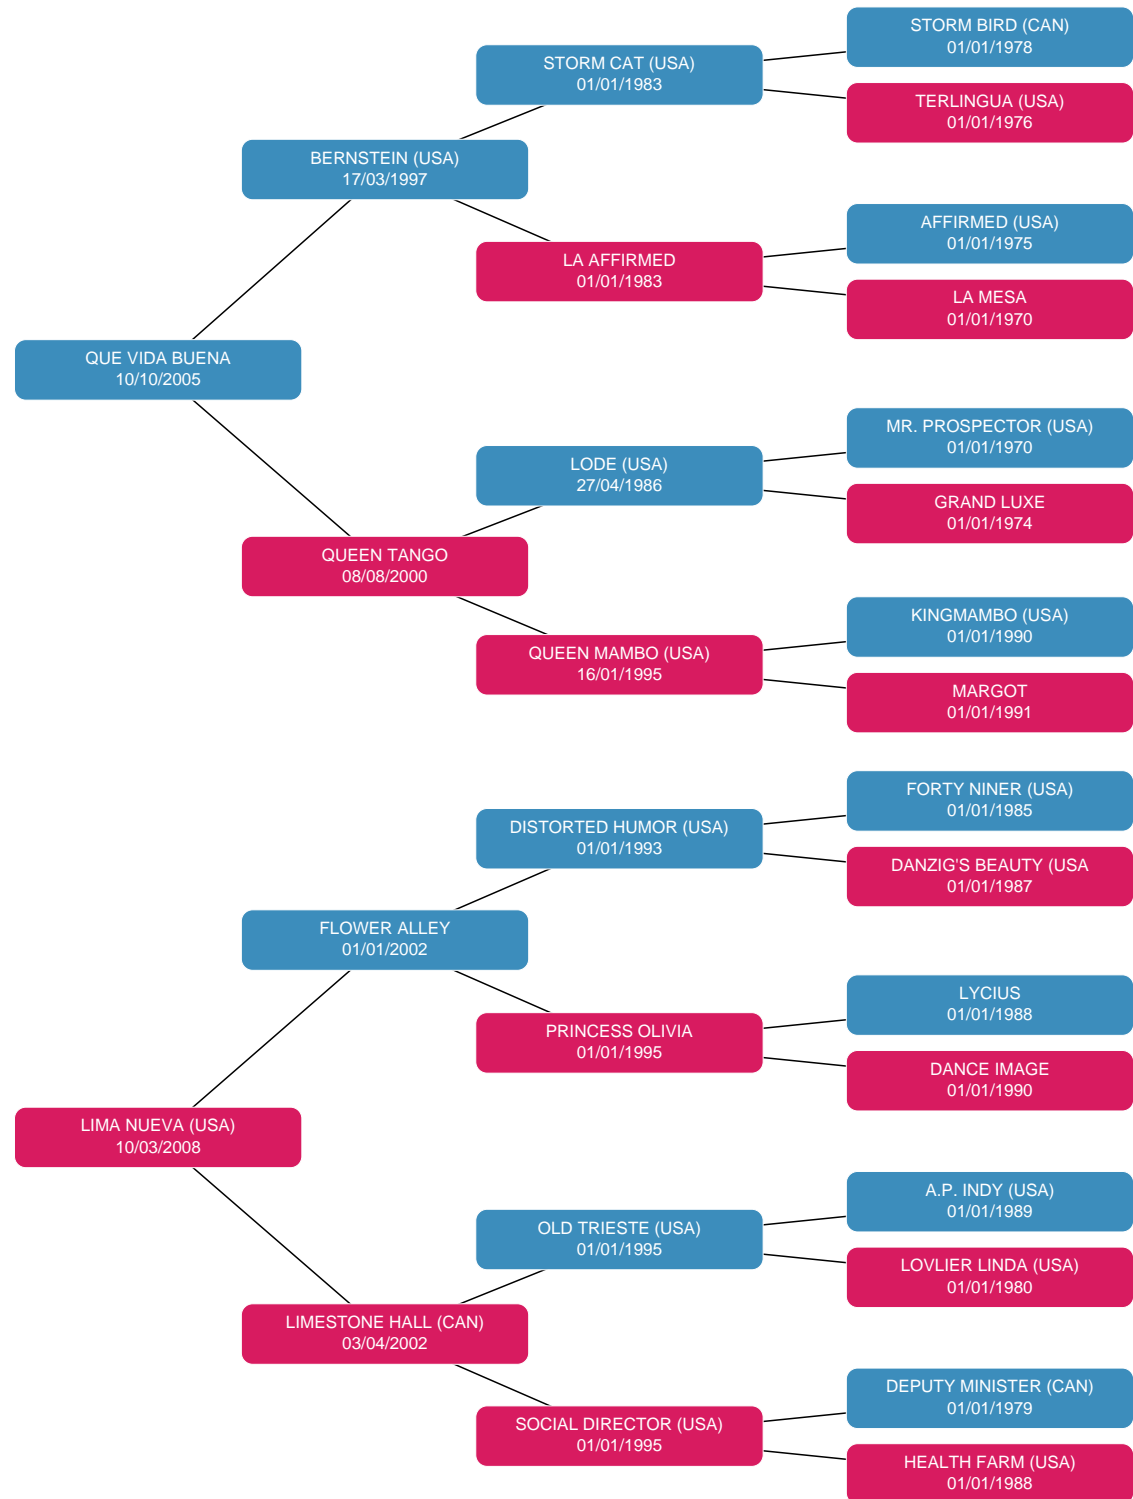 STORM BIRD (CAN)
01/01/1978
STORM CAT (USA)
01/01/1983
TERLINGUA (USA)
01/01/1976
BERNSTEIN (USA)
17/03/1997
AFFIRMED (USA)
01/01/1975
LA AFFIRMED
01/01/1983
LA MESA
01/01/1970
QUE VIDA BUENA
10/10/2005
MR. PROSPECTOR (USA)
01/01/1970
LODE (USA)
27/04/1986
GRAND LUXE
01/01/1974
QUEEN TANGO
08/08/2000
KINGMAMBO (USA)
01/01/1990
QUEEN MAMBO (USA)
16/01/1995
MARGOT
01/01/1991
FORTY NINER (USA)
01/01/1985
DISTORTED HUMOR (USA)
01/01/1993
DANZIG'S BEAUTY (USA
01/01/1987
FLOWER ALLEY
01/01/2002
LYCIUS
01/01/1988
PRINCESS OLIVIA
01/01/1995
DANCE IMAGE
01/01/1990
LIMA NUEVA (USA)
10/03/2008
A.P. INDY (USA)
01/01/1989
OLD TRIESTE (USA)
01/01/1995
LOVLIER LINDA (USA)
01/01/1980
LIMESTONE HALL (CAN)
03/04/2002
DEPUTY MINISTER (CAN)
01/01/1979
SOCIAL DIRECTOR (USA)
01/01/1995
HEALTH FARM (USA)
01/01/1988